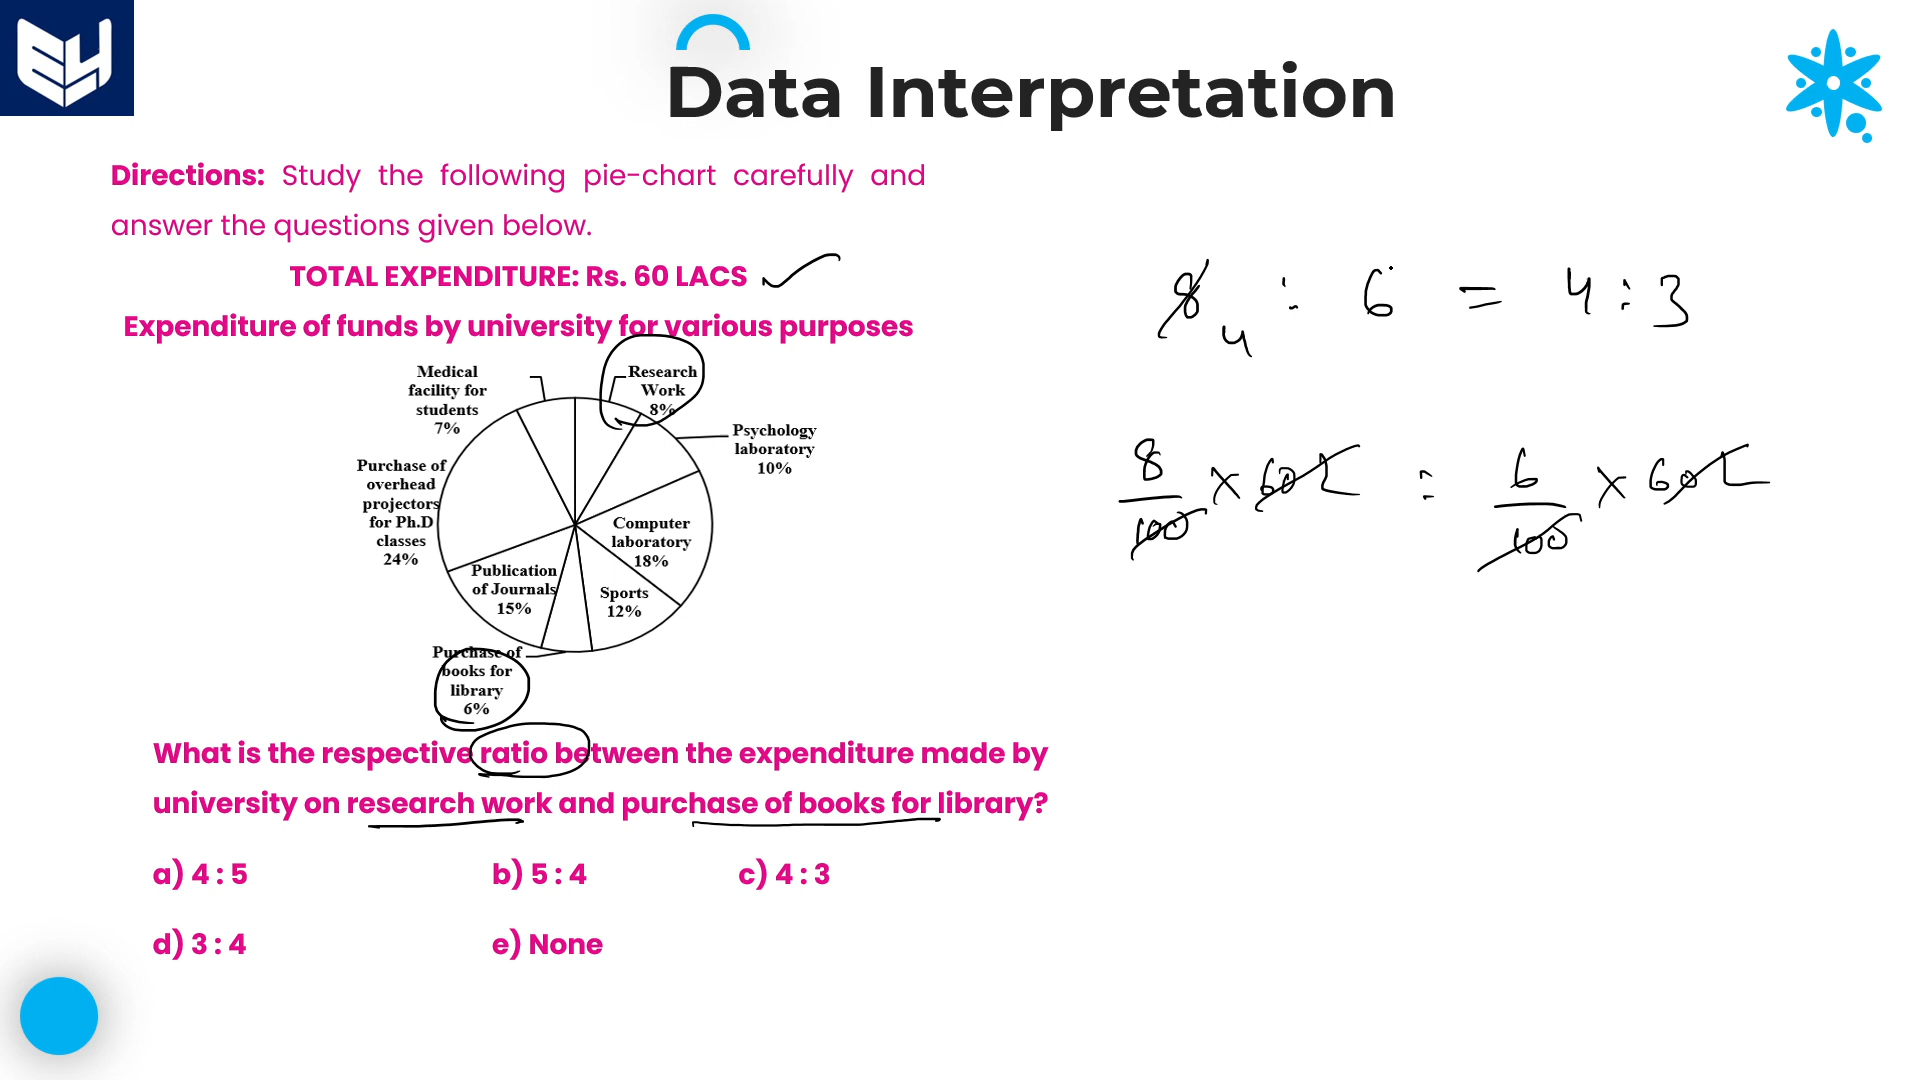 EY
Data Interpretation
Directions: Study the following pie-chart carefully and
answer the questions given below.
TOTAL EXPENDITURE: Rs. 60 LACS
Expenditure of funds by university for various purposes
Medical
facility for
students
7%
Research
Work
8%
Psychology
laboratory
10%
Purchase of
overhead
projectors
for Ph.D
classes
24%
Computer
laboratory
18%
Publication
of Journals
15%
Sports
12%
Purchase of
books for
library
6%
What is the respective ratio between the expenditure made by
university on research work and purchase of books for library?
a) 4 : 5
b) 5 : 4
c) 4 : 3
d) 3 : 4
e) None
8 : 6 = 4 : 3
4
8/100 × 60L : 6/100 × 60L